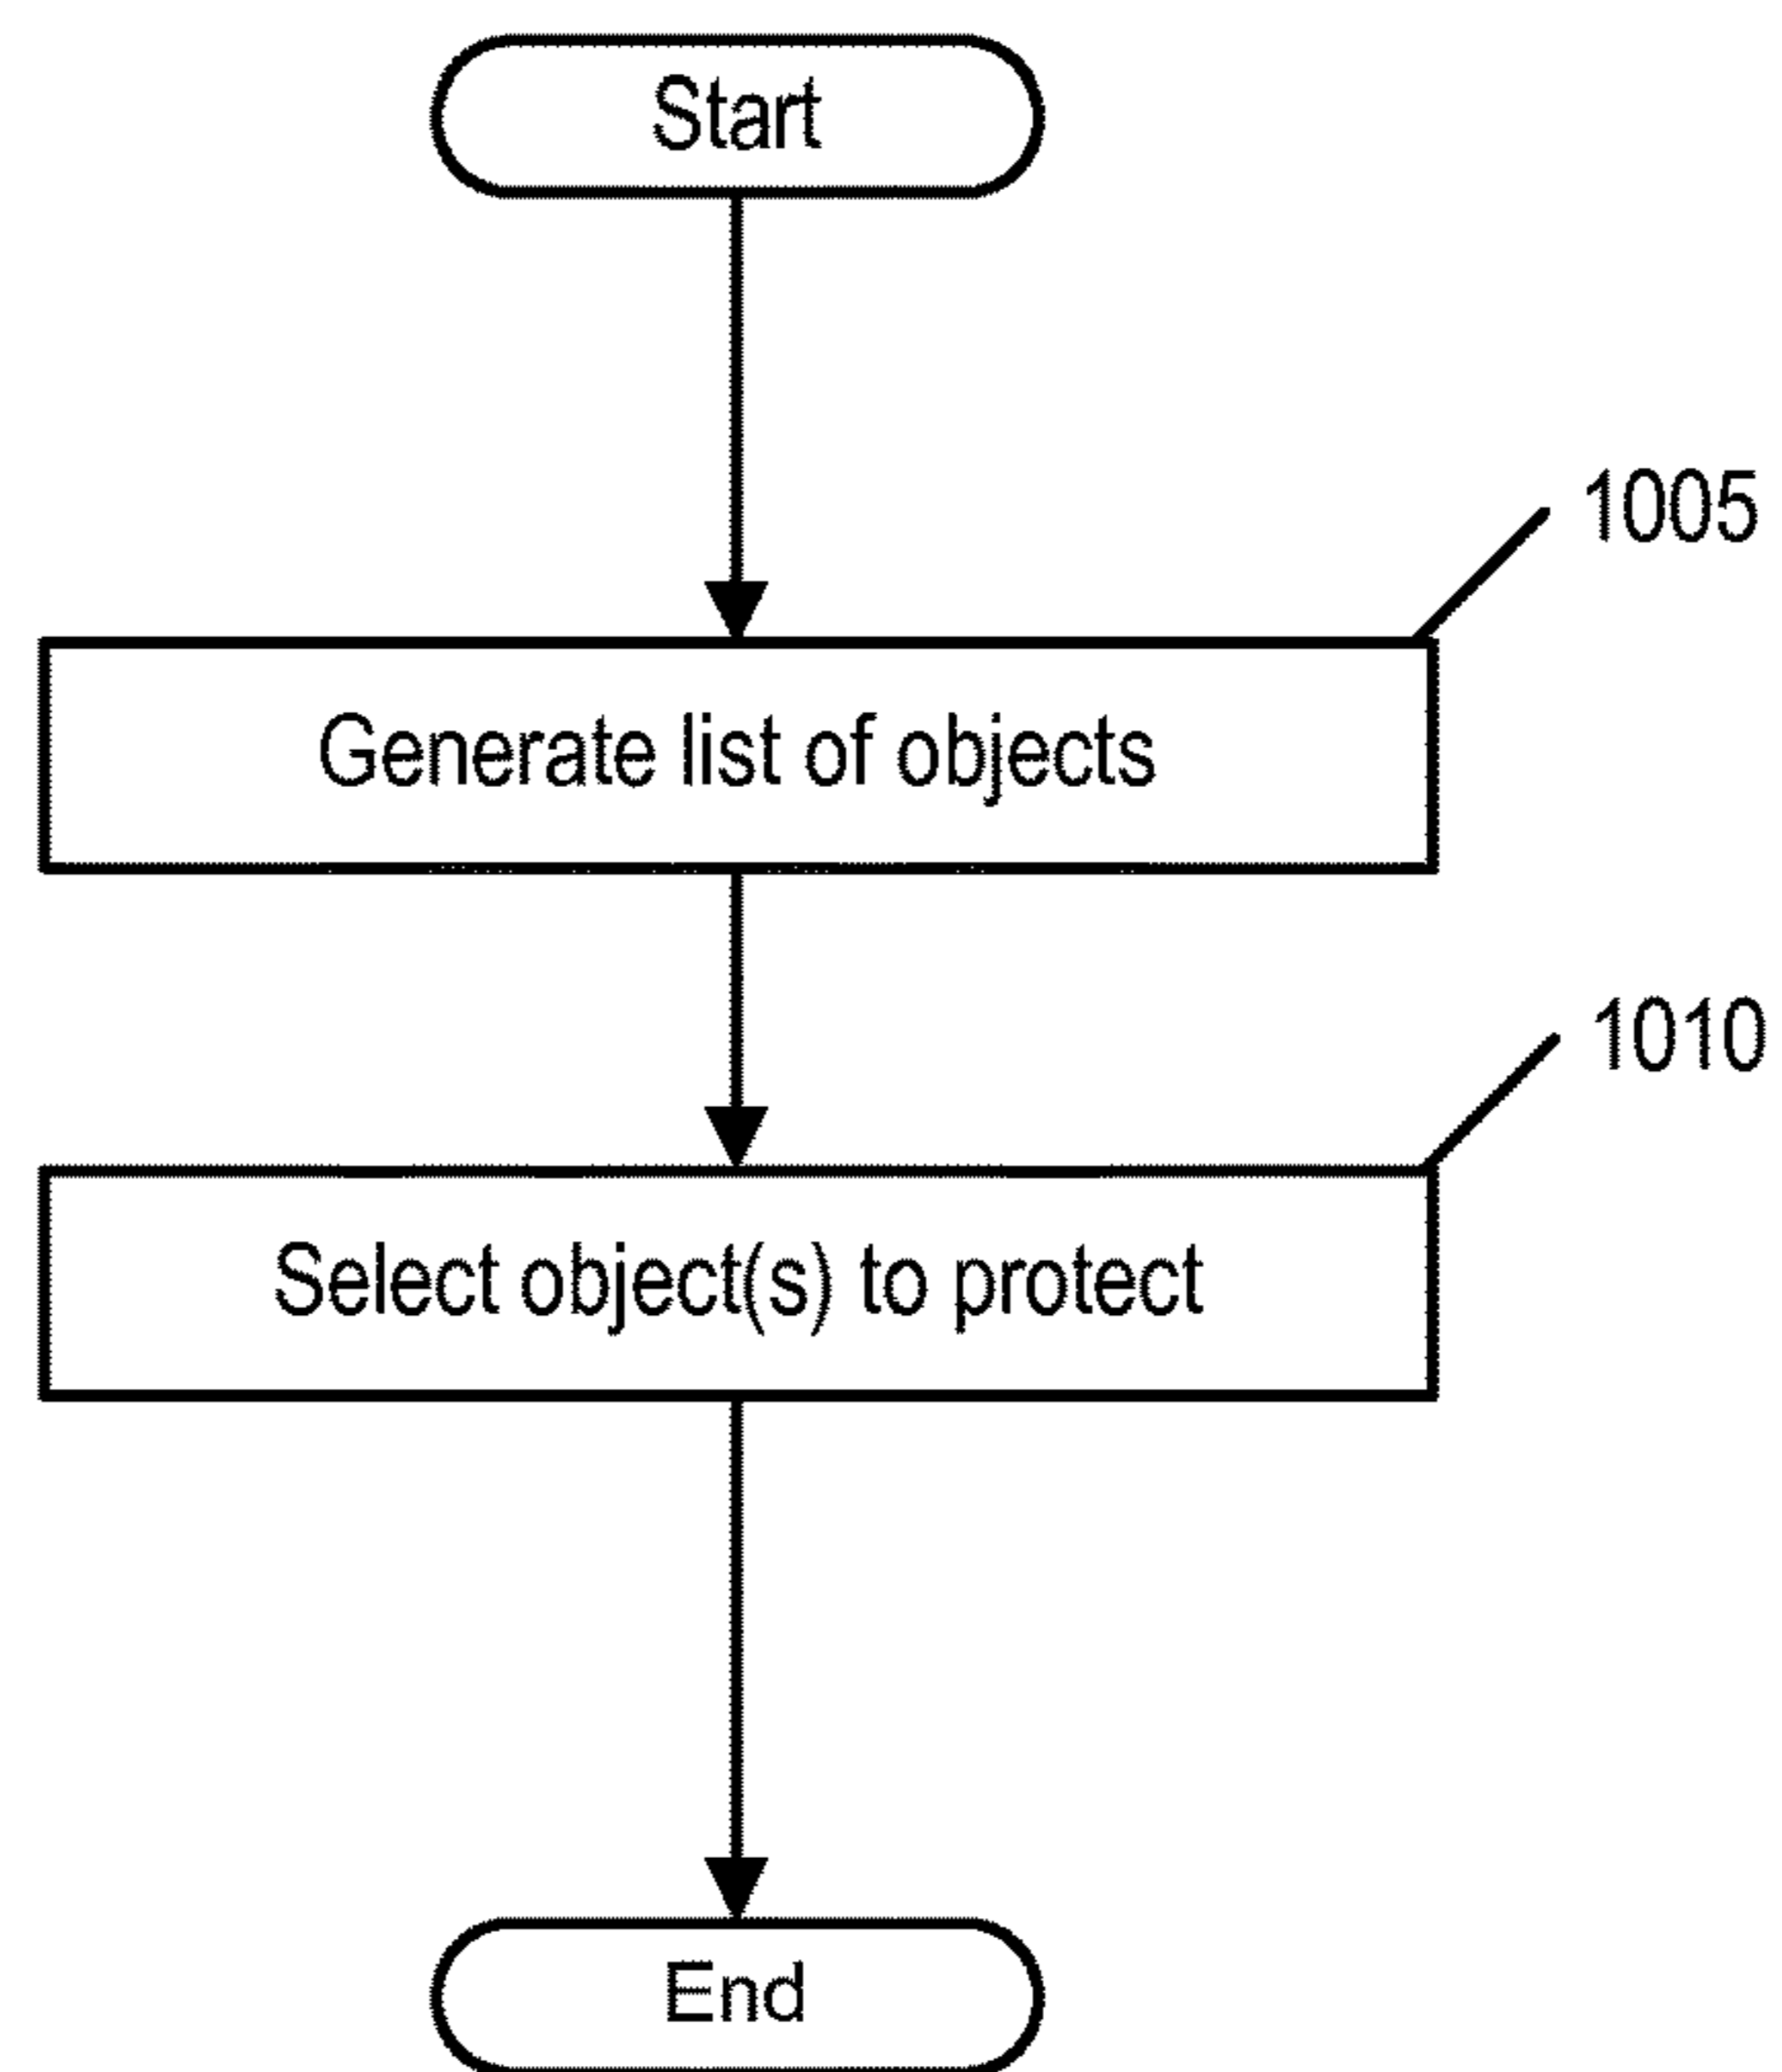 Start
1005
Generate list of objects
1010
Select object(s) to protect
End